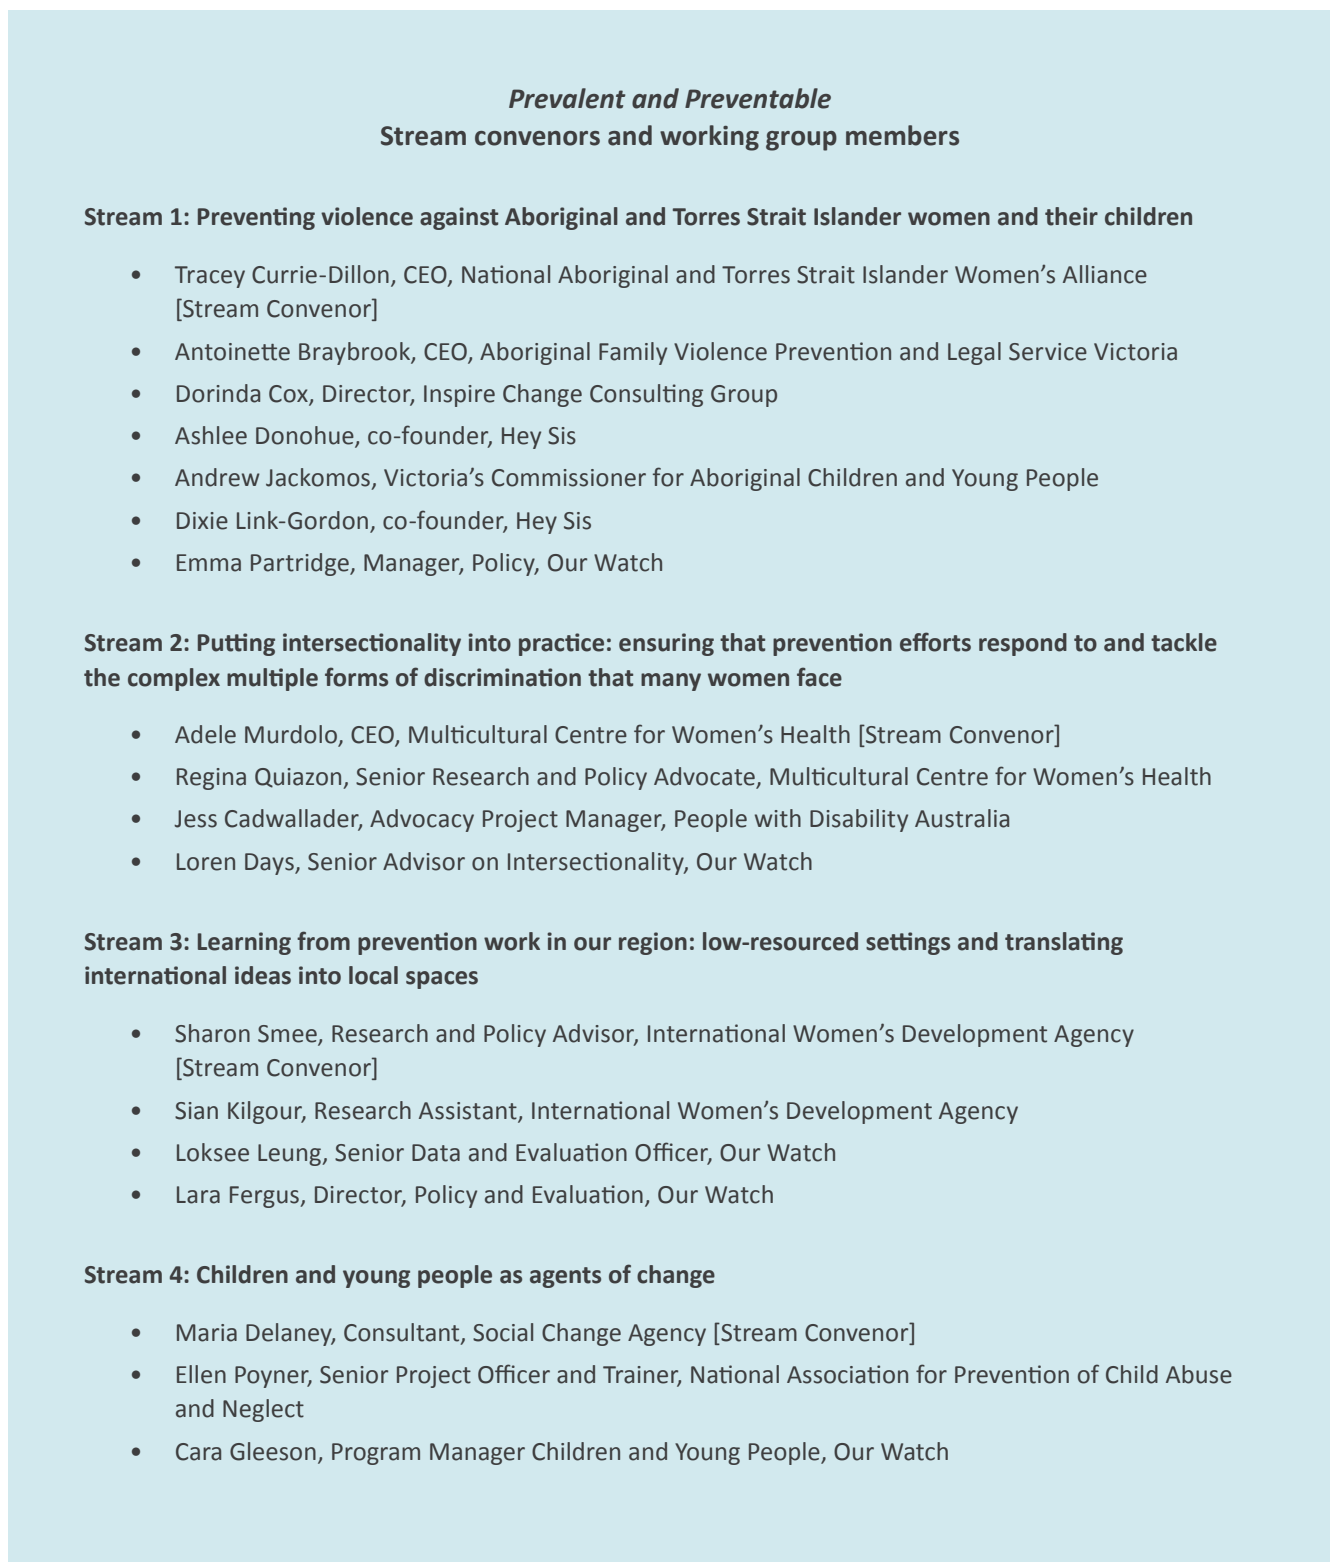 Prevalent and Preventable
Stream convenors and working group members
Stream 1: Preventing violence against Aboriginal and Torres Strait Islander women and their children
• Tracey Currie-Dillon, CEO, National Aboriginal and Torres Strait Islander Women’s Alliance
[Stream Convenor]
• Antoinette Braybrook, CEO, Aboriginal Family Violence Prevention and Legal Service Victoria
• Dorinda Cox, Director, Inspire Change Consulting Group
• Ashlee Donohue, co-founder, Hey Sis
• Andrew Jackomos, Victoria’s Commissioner for Aboriginal Children and Young People
• Dixie Link-Gordon, co-founder, Hey Sis
• Emma Partridge, Manager, Policy, Our Watch
Stream 2: Putting intersectionality into practice: ensuring that prevention efforts respond to and tackle
the complex multiple forms of discrimination that many women face
• Adele Murdolo, CEO, Multicultural Centre for Women’s Health [Stream Convenor]
• Regina Quiazon, Senior Research and Policy Advocate, Multicultural Centre for Women’s Health
• Jess Cadwallader, Advocacy Project Manager, People with Disability Australia
• Loren Days, Senior Advisor on Intersectionality, Our Watch
Stream 3: Learning from prevention work in our region: low-resourced settings and translating
international ideas into local spaces
• Sharon Smee, Research and Policy Advisor, International Women’s Development Agency
[Stream Convenor]
• Sian Kilgour, Research Assistant, International Women’s Development Agency
• Loksee Leung, Senior Data and Evaluation Officer, Our Watch
• Lara Fergus, Director, Policy and Evaluation, Our Watch
Stream 4: Children and young people as agents of change
• Maria Delaney, Consultant, Social Change Agency [Stream Convenor]
• Ellen Poyner, Senior Project Officer and Trainer, National Association for Prevention of Child Abuse
and Neglect
• Cara Gleeson, Program Manager Children and Young People, Our Watch